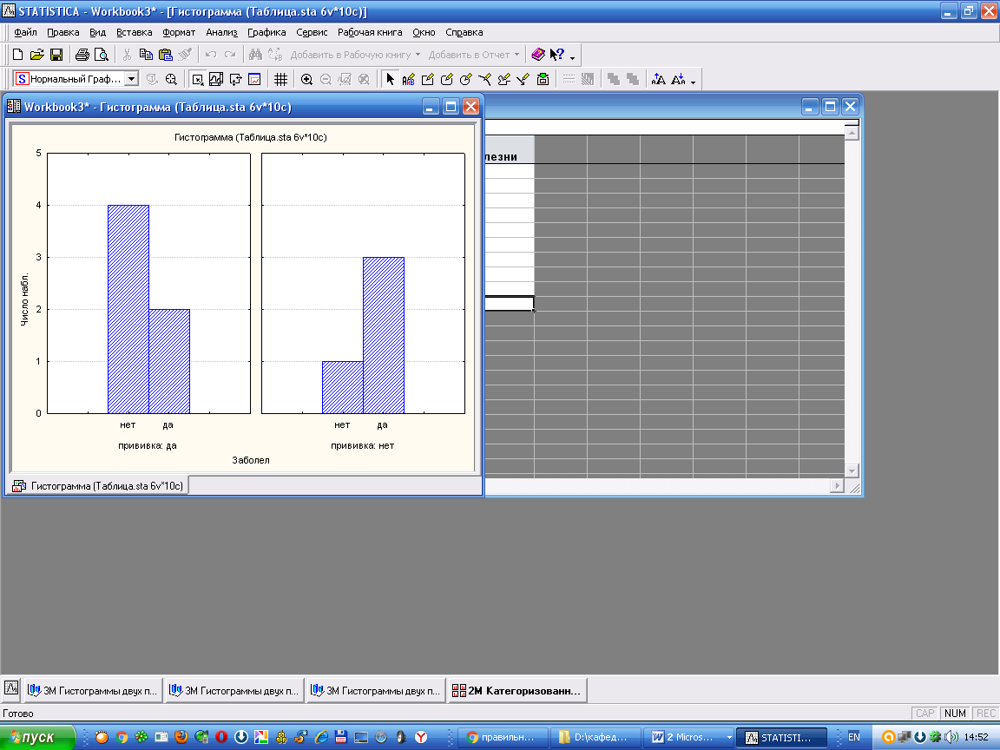 STATISTICA - Workbook3* - [Гистограмма (Таблица.sta 6v*10c)]
Файл Правка Вид Вставка Формат Анализ Графика Сервис Рабочая книга Окно Справка
Добавить в Рабочую книгу Добавить в Отчет
Нормальный Граф...
Workbook3* - Гистограмма (Таблица.sta 6v*10c)
Гистограмма (Таблица.sta 6v*10c)
лезни
5
4
3
2
1
0
Число набл.
нет да нет да
прививка: да прививка: нет
Заболел
Гистограмма (Таблица.sta 6v*10c)
3М Гистограммы двух п... 3М Гистограммы двух п... 3М Гистограммы двух п... 2М Категоризованн...
Готово CAP NUM REC
пуск правильн... D:\кафед... 2 Micros... STATISTI... EN 14:52